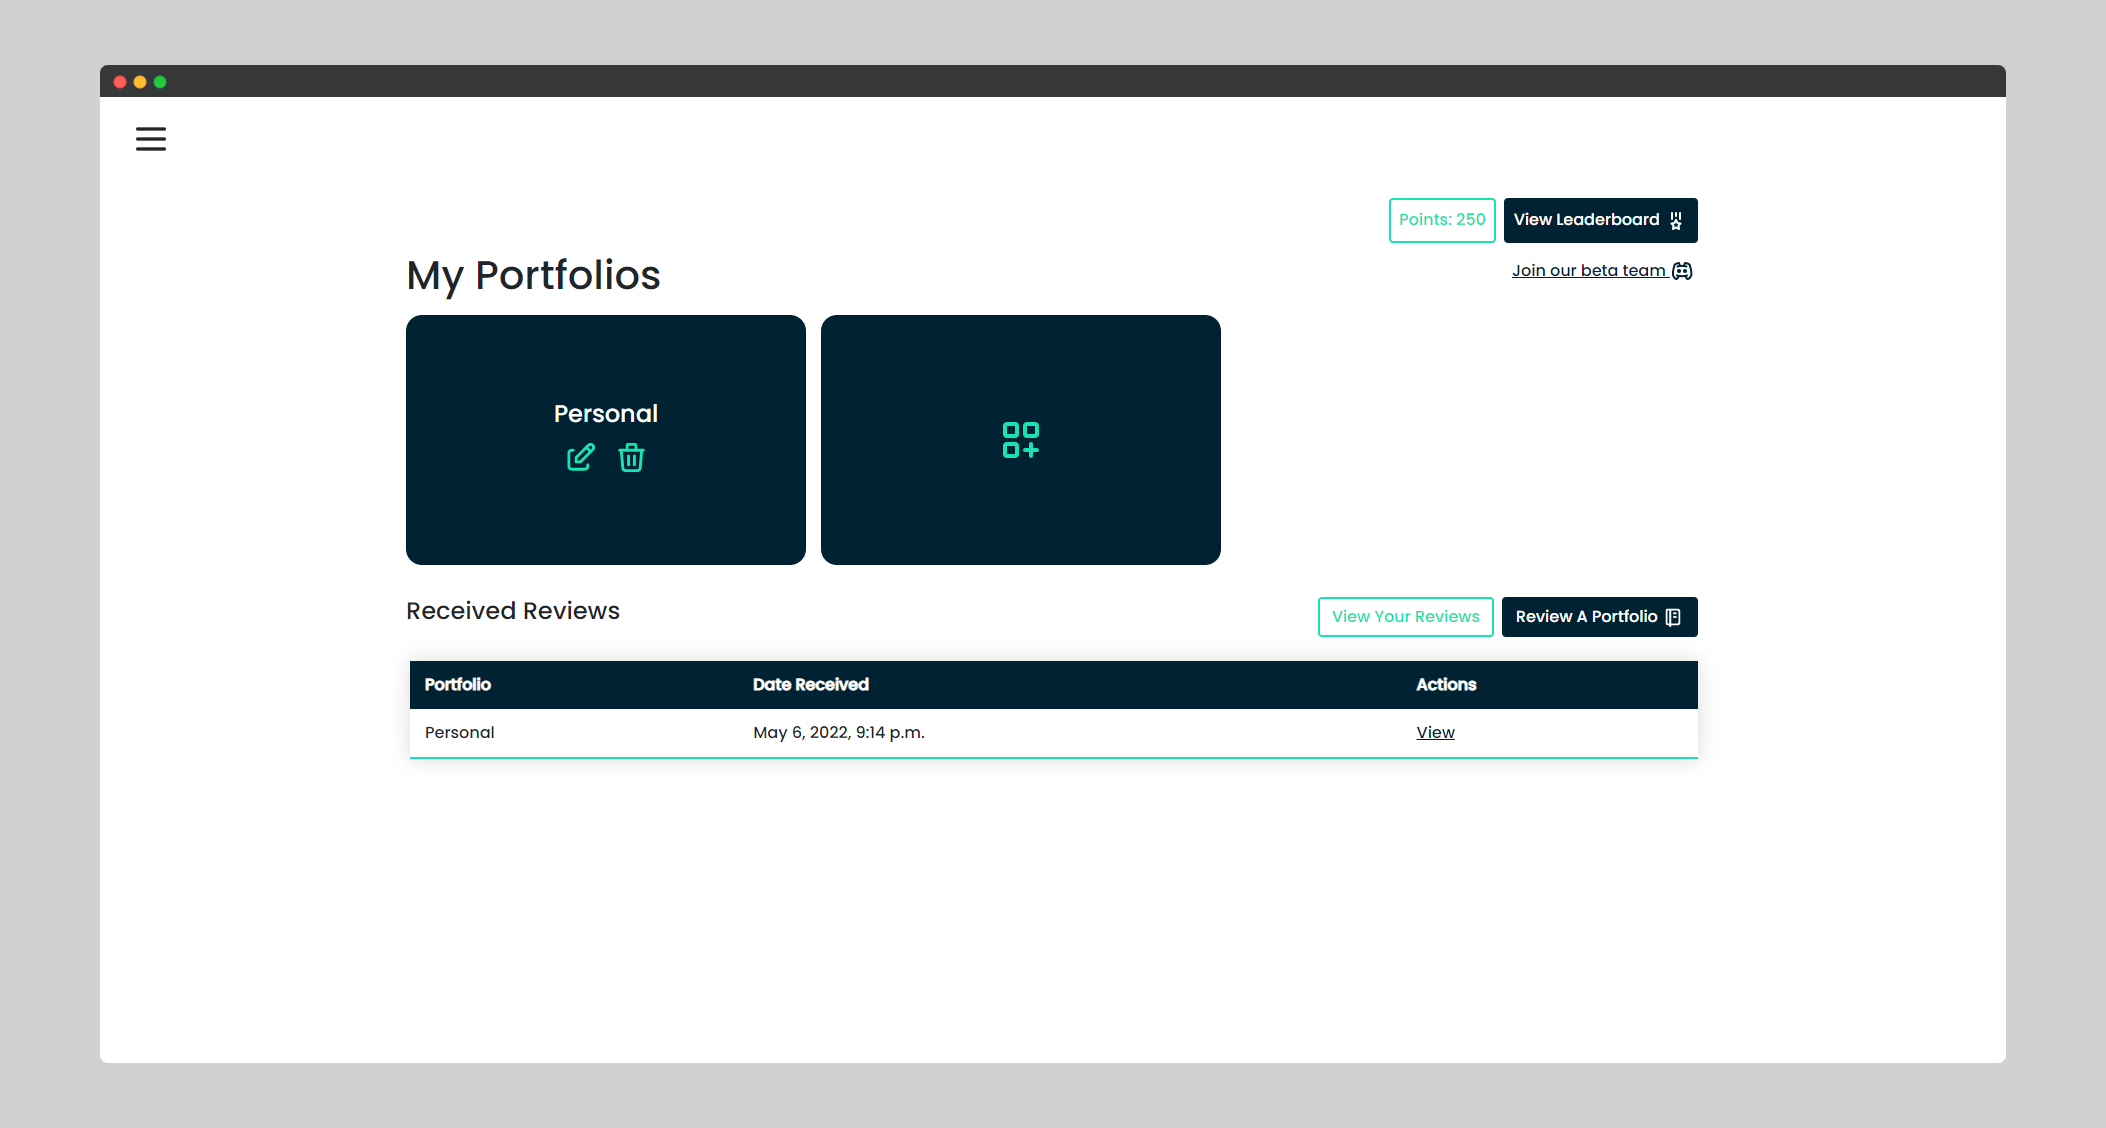 Points: 250 View Leaderboard
Join our beta team
My Portfolios
Personal
Received Reviews
View Your Reviews Review A Portfolio
Portfolio Date Received Actions
Personal May 6, 2022, 9:14 p.m. View